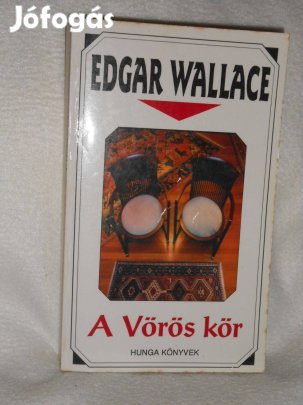 Jófogás
EDGAR WALLACE
A Vörös kör
HUNGA KÖNYVEK